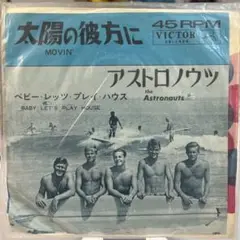 太陽の彼方に
MOVIN'
45 RPM
VICTOR
アストロノウツ
the Astronauts
ベビー・レッツ・プレイ・ハウス
BABY LET'S PLAY HOUSE